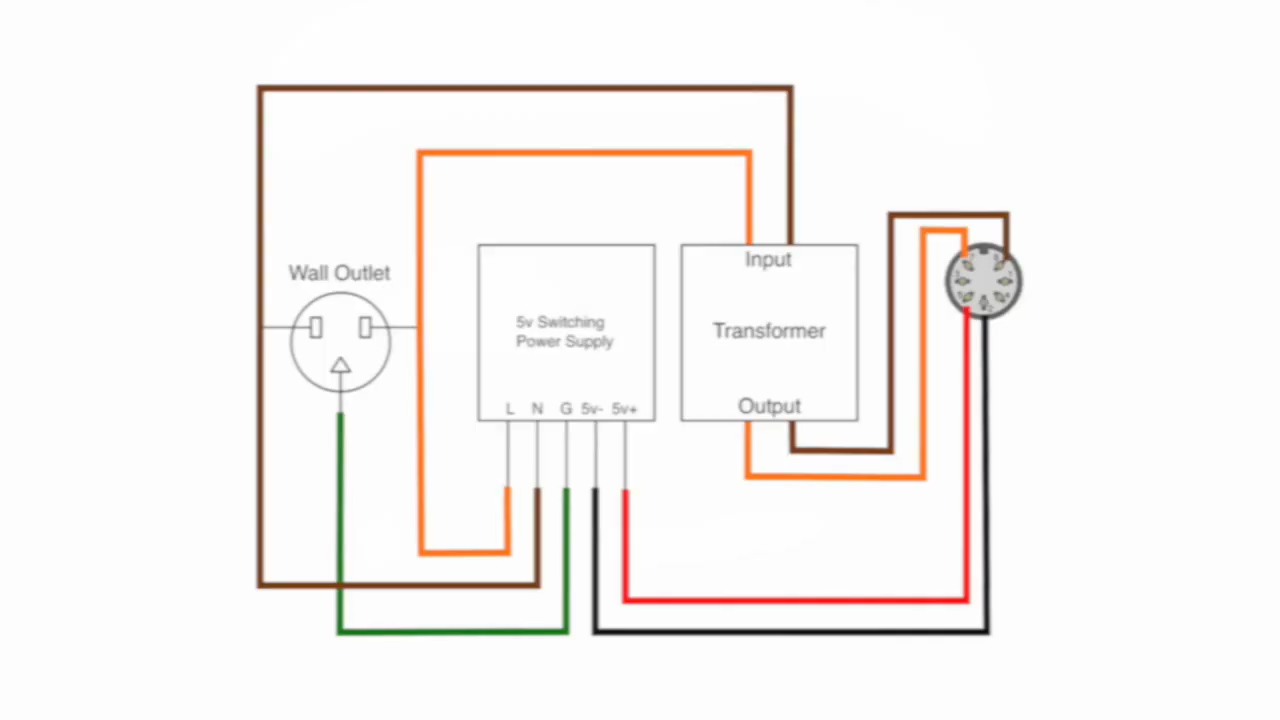 Wall Outlet
5v Switching
Power Supply
L N G 5v- 5v+
Input
Transformer
Output